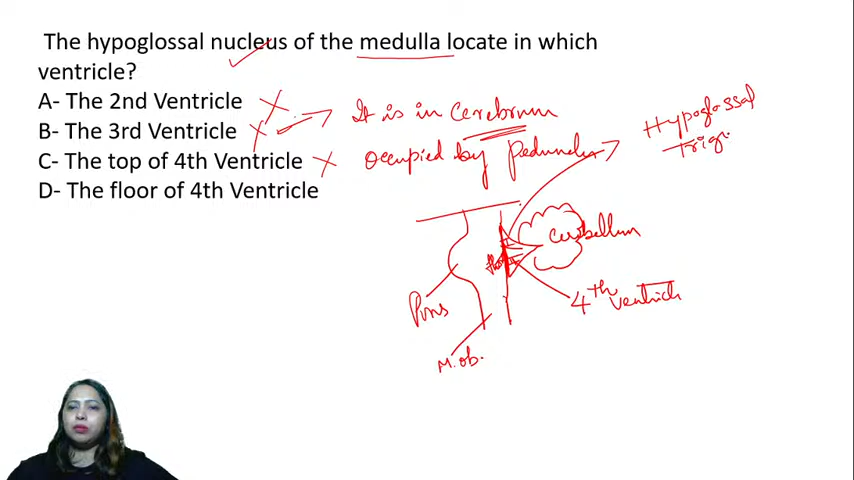 The hypoglossal nucleus of the medulla locate in which
ventricle?
A- The 2nd Ventricle
B- The 3rd Ventricle
C- The top of 4th Ventricle
D- The floor of 4th Ventricle
It is in Cerebrum
Occupied by
Hypoglossal
trig
Cerebellum
4th Ventricle
Pons
M.ob.